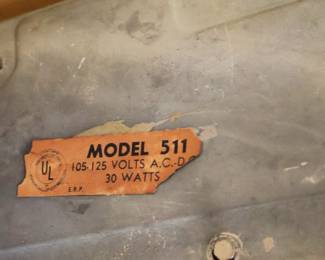 MODEL 511
UL
105-125 VOLTS A.C.-D.C
30 WATTS
E.R.P.